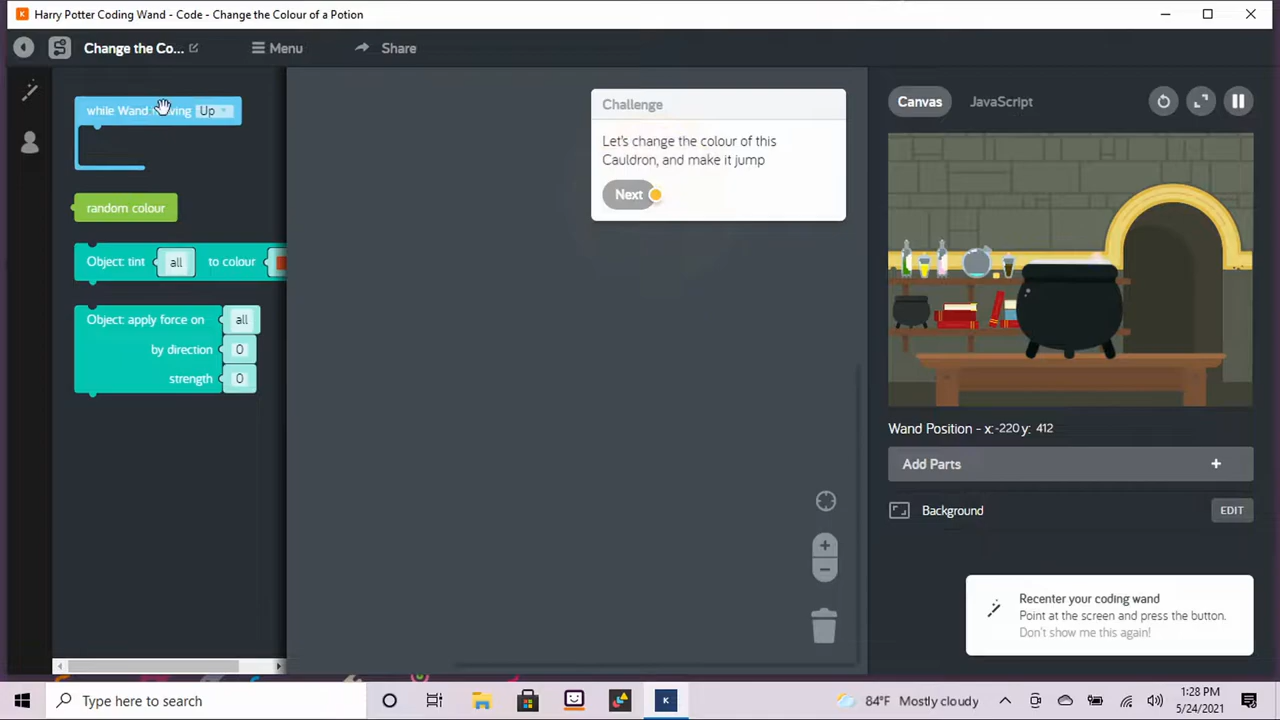 Harry Potter Coding Wand - Code - Change the Colour of a Potion
Change the Co...
Menu
Share
while Wand
ving
Up
random colour
Object: tint
all
to colour
Object: apply force on
all
by direction
0
strength
0
Challenge
Let's change the colour of this
Cauldron, and make it jump
Next
Canvas
JavaScript
Wand Position - x:-220y: 412
Add Parts
+
Background
EDIT
Recenter your coding wand
Point at the screen and press the button.
Don't show me this again!
Type here to search
K
84°F Mostly cloudy
1:28 PM
5/24/2021